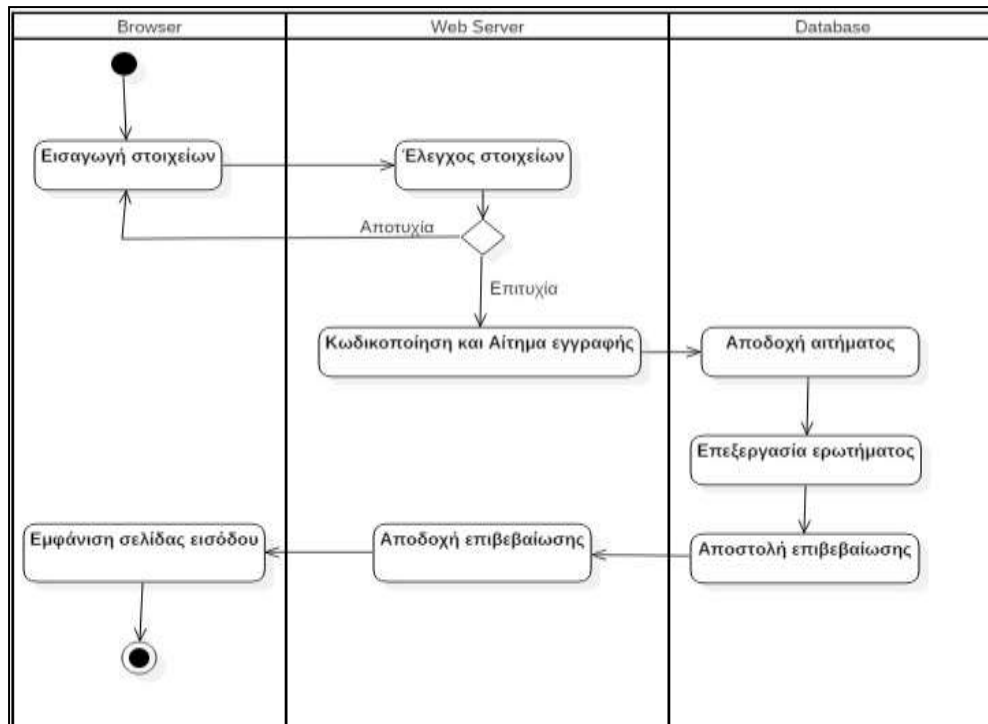 Browser
Web Server
Database
Εισαγωγή στοιχείων
Έλεγχος στοιχείων
Αποτυχία
Επιτυχία
Κωδικοποίηση και Αίτημα εγγραφής
Αποδοχή αιτήματος
Επεξεργασία ερωτήματος
Εμφάνιση σελίδας εισόδου
Αποδοχή επιβεβαίωσης
Αποστολή επιβεβαίωσης